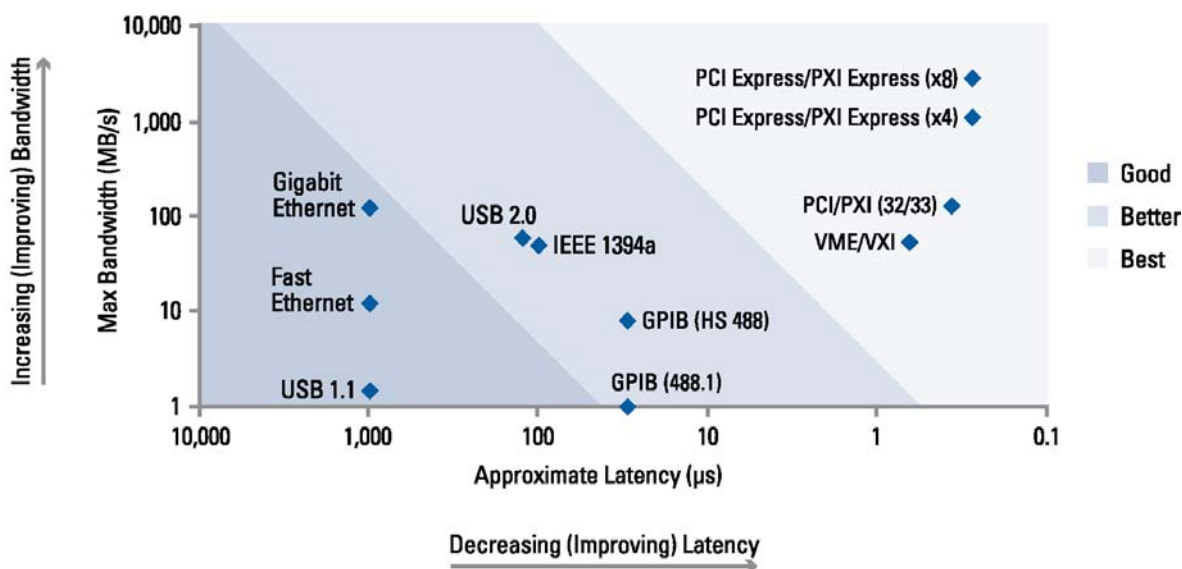 Increasing (Improving) Bandwidth
Max Bandwidth (MB/s)
10,000
1,000
100
10
1
PCI Express/PXI Express (x8)
PCI Express/PXI Express (x4)
Gigabit
Ethernet
USB 2.0
IEEE 1394a
PCI/PXI (32/33)
VME/VXI
Fast
Ethernet
GPIB (HS 488)
USB 1.1
GPIB (488.1)
10,000
1,000
100
10
1
0.1
Approximate Latency (µs)
Decreasing (Improving) Latency
Good
Better
Best